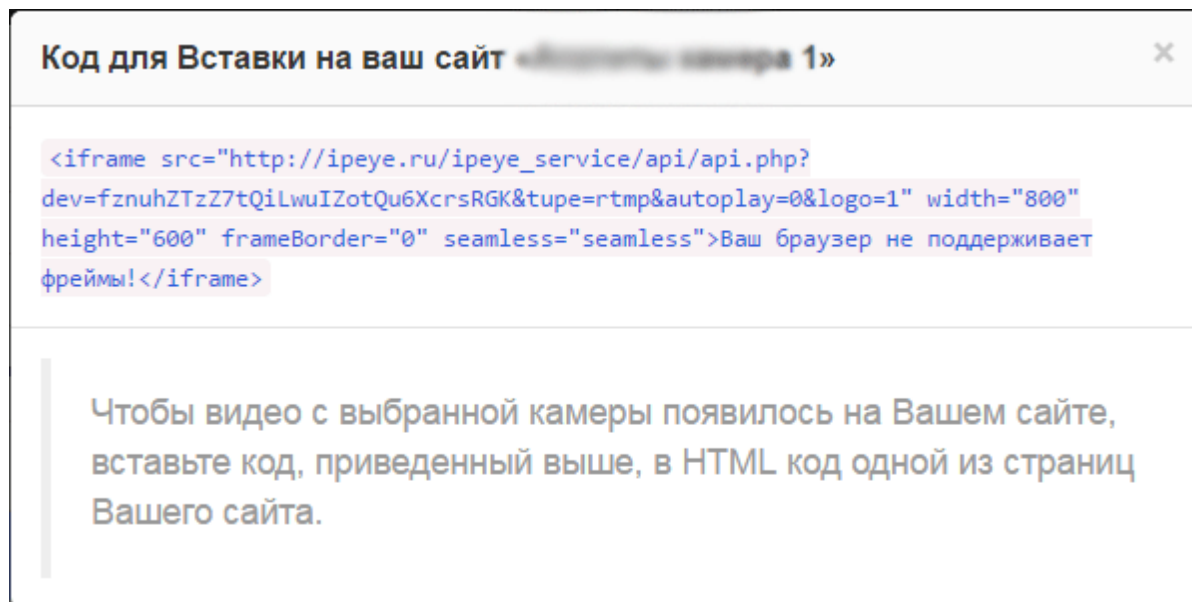 Код для Вставки на ваш сайт « 1»
×
<iframe src="http://ipeye.ru/ipeye_service/api/api.php?
dev=fznuhZTzZ7tQiLwuIZotQu6XcrsRGK&tupe=rtmp&autoplay=0&logo=1" width="800"
height="600" frameBorder="0" seamless="seamless">Ваш браузер не поддерживает
фреймы!</iframe>
Чтобы видео с выбранной камеры появилось на Вашем сайте,
вставьте код, приведенный выше, в HTML код одной из страниц
Вашего сайта.